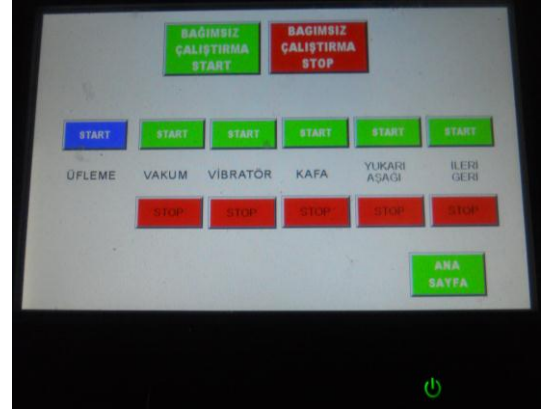 BAĞIMSIZ
ÇALIŞTIRMA
START
BAGIMSIZ
ÇALIŞTIRMA
STOP
START START START START START START
ÜFLEME VAKUM VİBRATÖR KAFA YUKARI AŞAĞI İLERİ GERİ
STOP STOP STOP STOP STOP
ANA
SAYFA